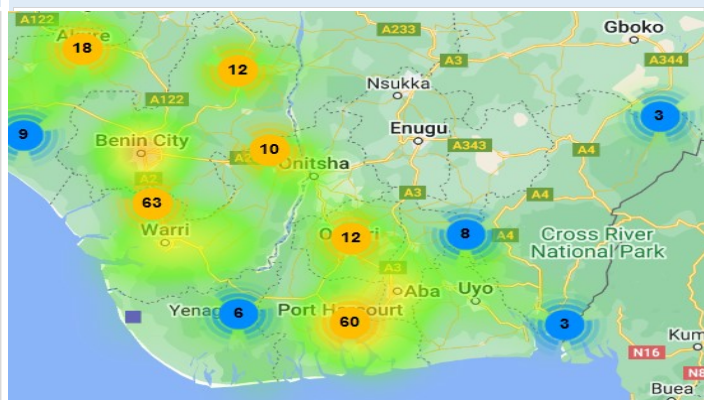 A122
Akure
18
12
A233
A3
Gboko
A344
Nsukka
A122
9
Benin City
10
Onitsha
Enugu
A343
3
A4
A2
A3
A4
63
Warri
12
8
A4
Cross River
National Park
A3
Aba
Uyo
6
Port Harcourt
60
3
N16
Buea